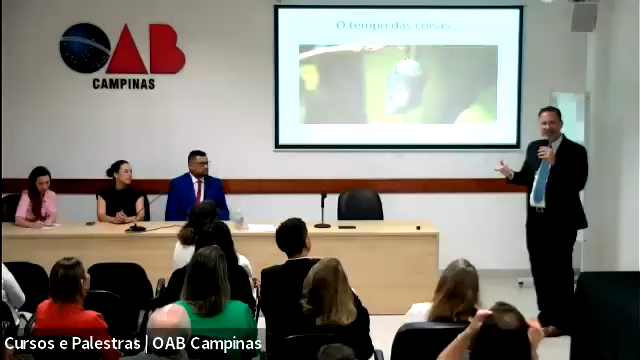 OAB
CAMPINAS
O tempo das coisas...
Cursos e Palestras | OAB Campinas